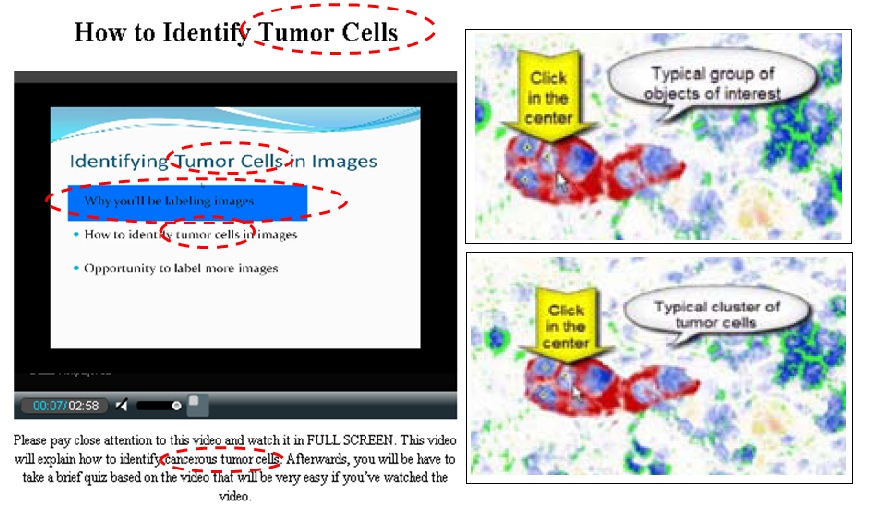 How to Identify Tumor Cells
Identifying Tumor Cells in Images
Why you'll be labeling images
• How to identify tumor cells in images
• Opportunity to label more images
00:07/02:58
Please pay close attention to this video and watch it in FULL SCREEN. This video
will explain how to identify cancerous tumor cells. Afterwards, you will be have to
take a brief quiz based on the video that will be very easy if you've watched the
video.
Click
in the
center
Typical group of
objects of interest
Click
in the
center
Typical cluster of
tumor cells